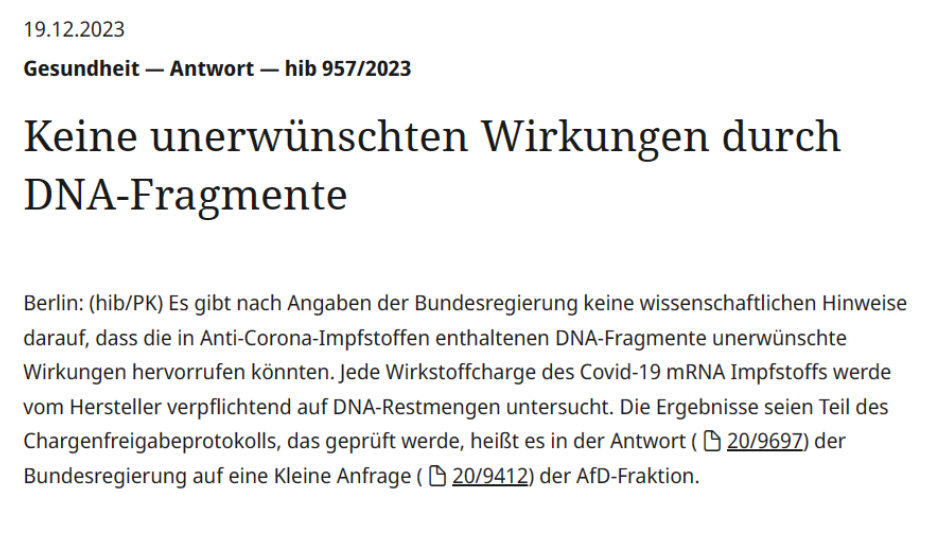 19.12.2023
Gesundheit — Antwort — hib 957/2023
Keine unerwünschten Wirkungen durch
DNA-Fragmente
Berlin: (hib/PK) Es gibt nach Angaben der Bundesregierung keine wissenschaftlichen Hinweise
darauf, dass die in Anti-Corona-Impfstoffen enthaltenen DNA-Fragmente unerwünschte
Wirkungen hervorrufen könnten. Jede Wirkstoffcharge des Covid-19 mRNA Impfstoffs werde
vom Hersteller verpflichtend auf DNA-Restmengen untersucht. Die Ergebnisse seien Teil des
Chargenfreigabeprotokolls, das geprüft werde, heißt es in der Antwort ( 20/9697) der
Bundesregierung auf eine Kleine Anfrage ( 20/9412) der AfD-Fraktion.